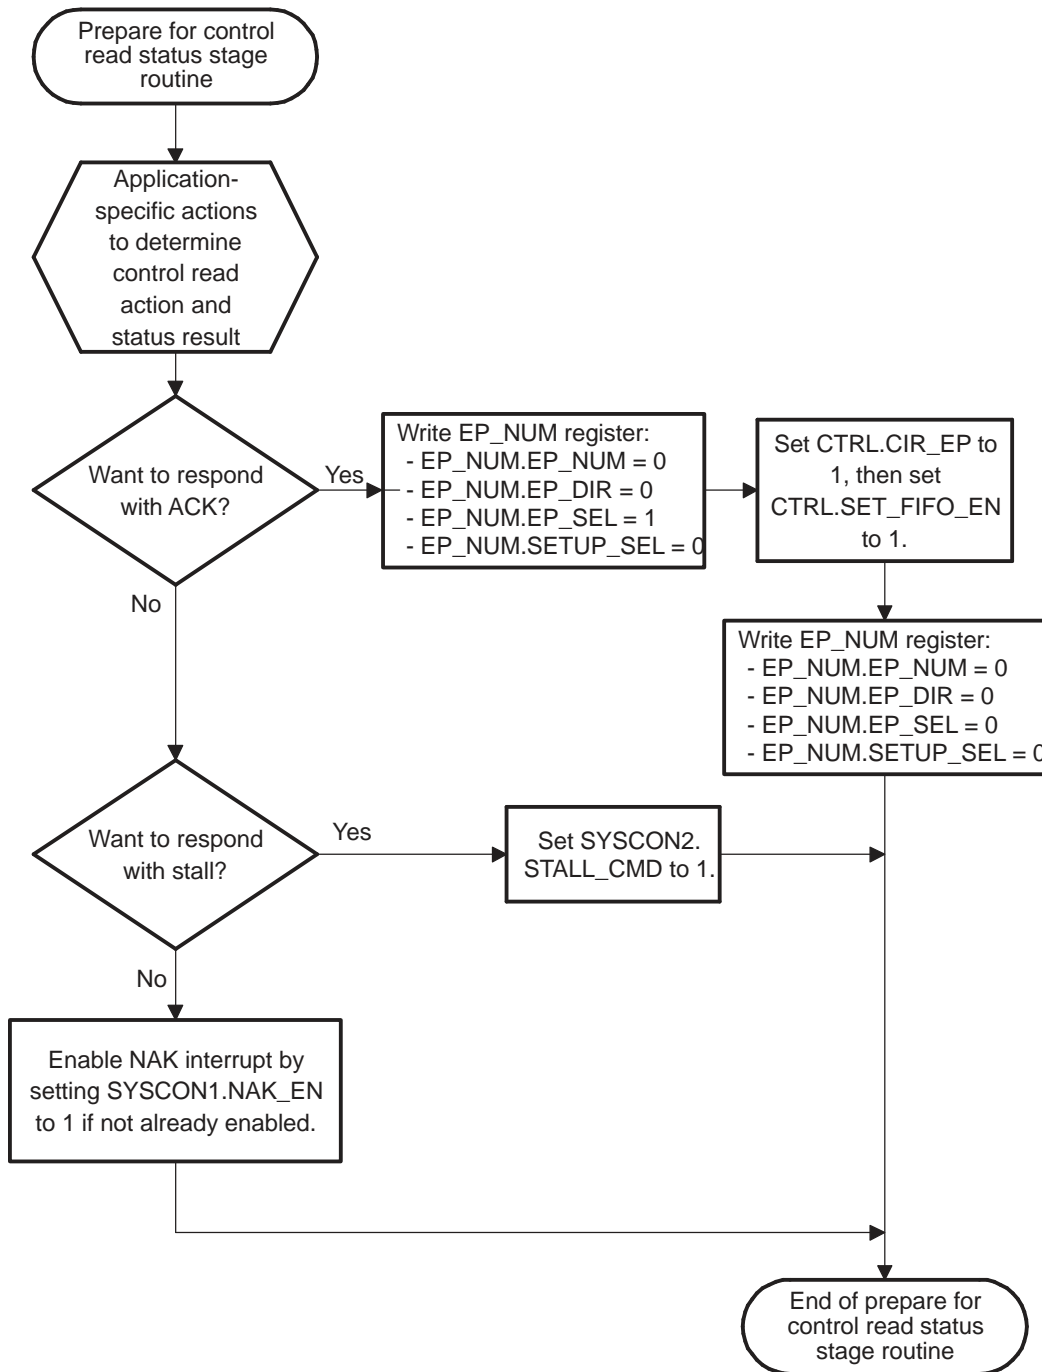 Prepare for control
read status stage
routine
Application-
specific actions
to determine
control read
action and
status result
Want to respond
with ACK?
Yes
Write EP_NUM register:
- EP_NUM.EP_NUM = 0
- EP_NUM.EP_DIR = 0
- EP_NUM.EP_SEL = 1
- EP_NUM.SETUP_SEL = 0
Set CTRL.CIR_EP to
1, then set
CTRL.SET_FIFO_EN
to 1.
No
Write EP_NUM register:
- EP_NUM.EP_NUM = 0
- EP_NUM.EP_DIR = 0
- EP_NUM.EP_SEL = 0
- EP_NUM.SETUP_SEL = 0
Want to respond
with stall?
Yes
Set SYSCON2.
STALL_CMD to 1.
No
Enable NAK interrupt by
setting SYSCON1.NAK_EN
to 1 if not already enabled.
End of prepare for
control read status
stage routine